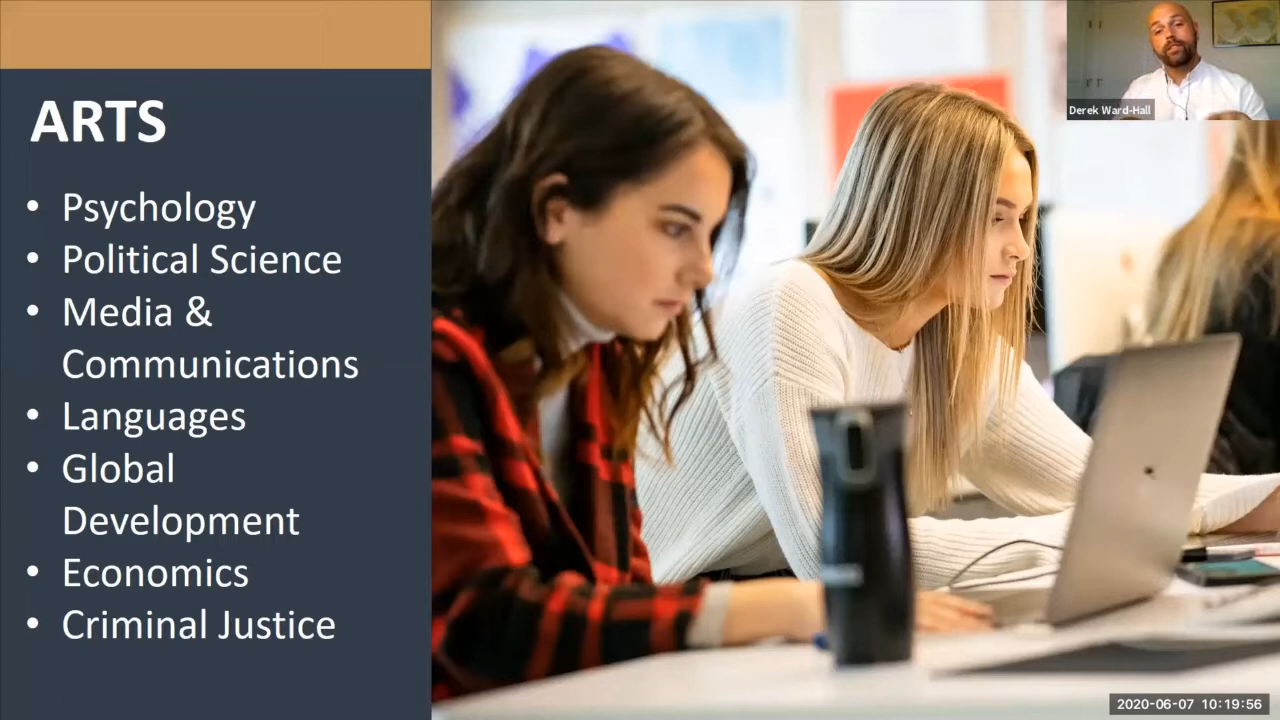 ARTS
• Psychology
• Political Science
• Media &
Communications
• Languages
• Global
Development
• Economics
• Criminal Justice
Derek Ward-Hall
2020-06-07 10:19:56